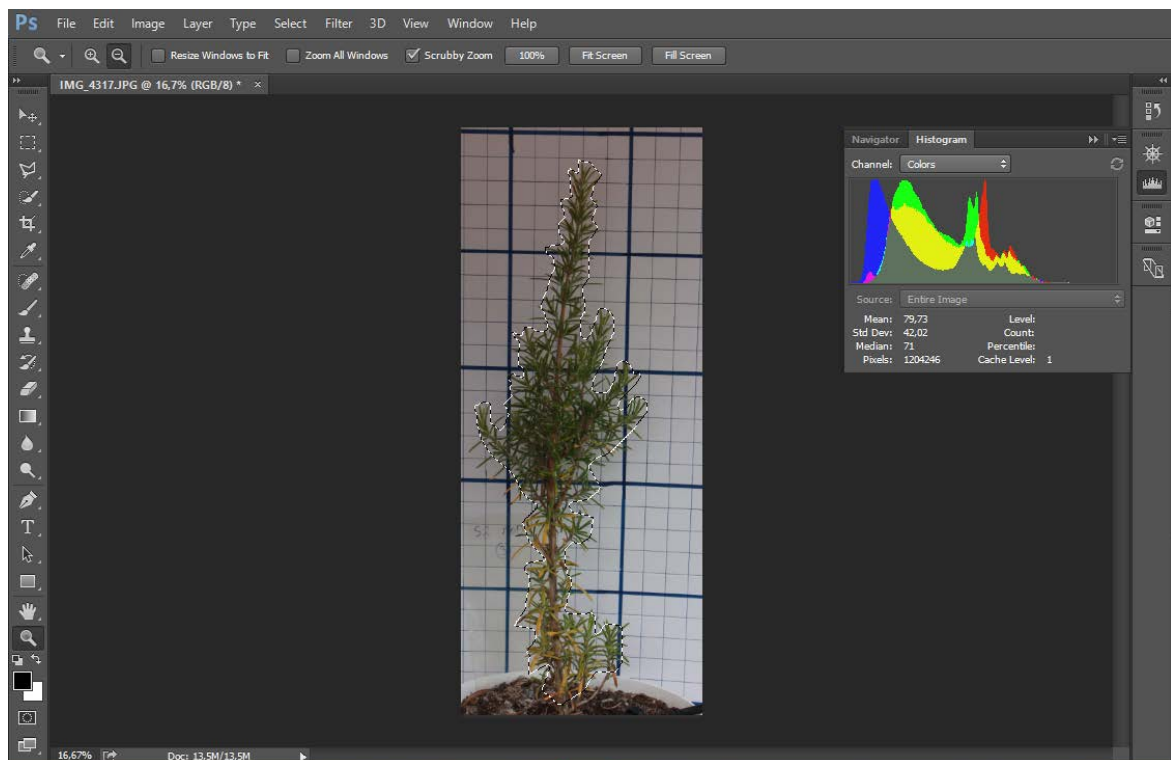 Ps File Edit Image Layer Type Select Filter 3D View Window Help
Resize Windows to Fit Zoom All Windows Scrubby Zoom 100% Fit Screen Fill Screen
IMG_4317.JPG @ 16,7% (RGB/8) * ×
Navigator Histogram
Channel: Colors
Source: Entire Image
Mean: 79,73 Level:
Std Dev: 42,02 Count:
Median: 71 Percentile:
Pixels: 1204246 Cache Level: 1
16,67% Doc: 13,5M/13,5M